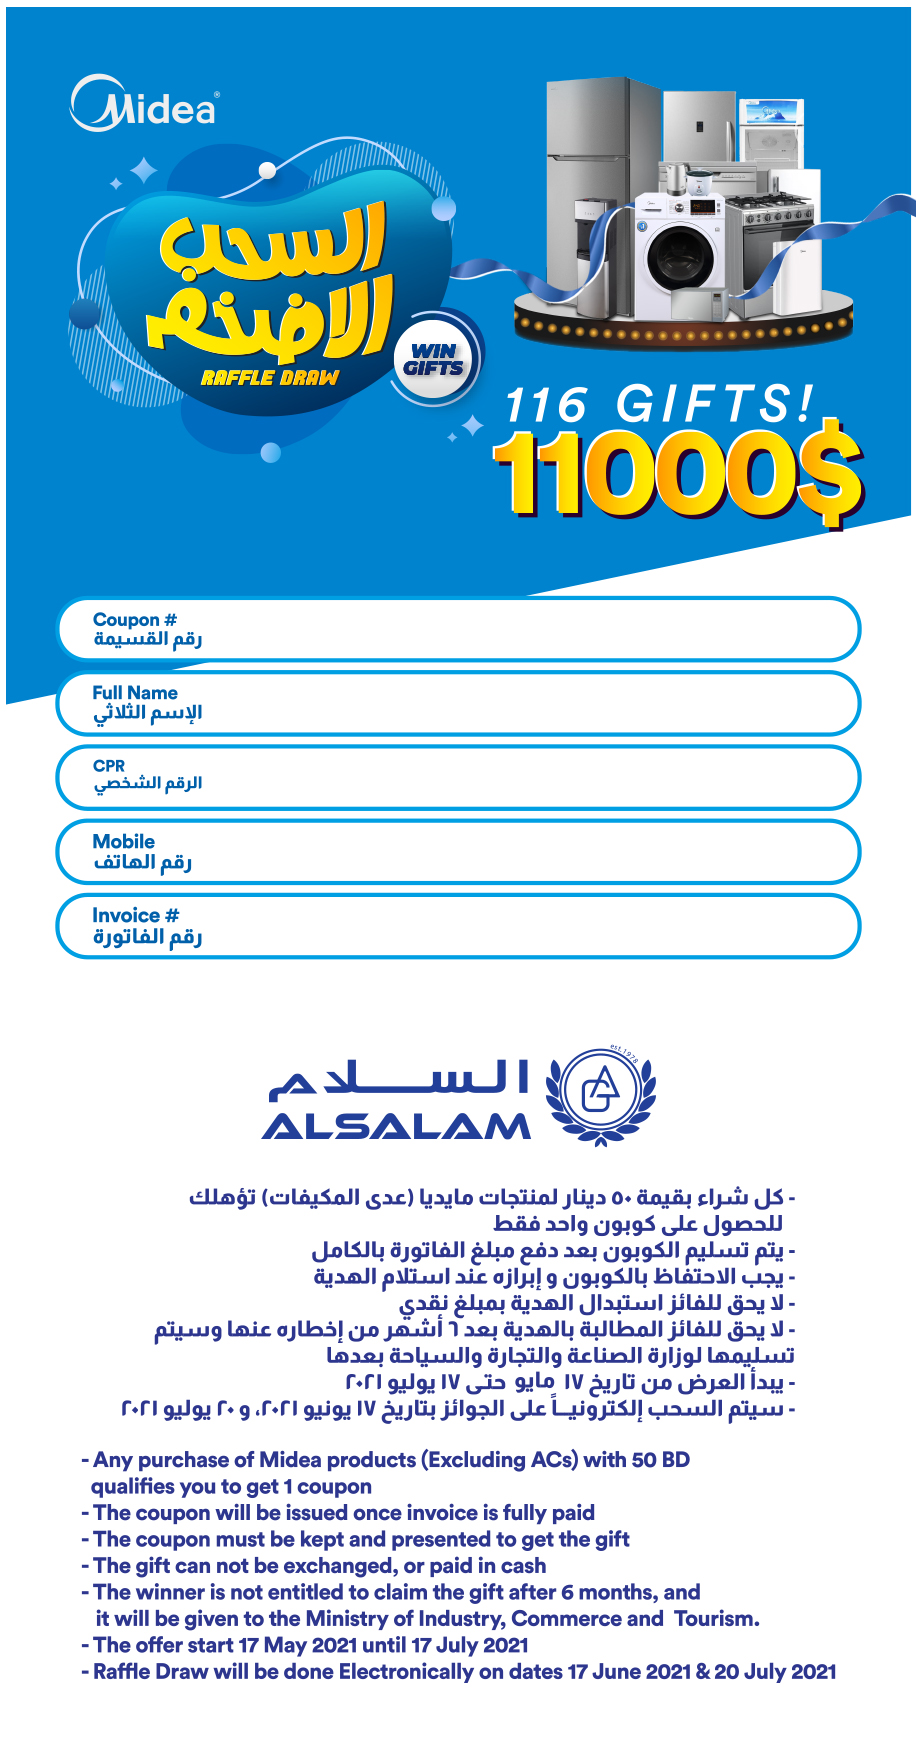 Midea®
السحب
الاضخم
RAFFLE DRAW
WIN
GIFTS
116 GIFTS!
11000$
Coupon #
رقم القسيمة
Full Name
الإسم الثلاثي
CPR
الرقم الشخصي
Mobile
رقم الهاتف
Invoice #
رقم الفاتورة
est.1978
السلام
ALSALAM
- كل شراء بقيمة ٥٠ دينار لمنتجات مايديا (عدى المكيفات) تؤهلك
للحصول على كوبون واحد فقط
- يتم تسليم الكوبون بعد دفع مبلغ الفاتورة بالكامل
- يجب الاحتفاظ بالكوبون و إبرازه عند استلام الهدية
- لا يحق للفائز استبدال الهدية بمبلغ نقدي
- لا يحق للفائز المطالبة بالهدية بعد ٦ أشهر من إخطاره عنها وسيتم
تسليمها لوزارة الصناعة والتجارة والسياحة بعدها
- يبدأ العرض من تاريخ ١٧ مايو حتى ١٧ يوليو ٢٠٢١
- سيتم السحب إلكترونيــاً على الجوائز بتاريخ ١٧ يونيو ٢٠٢١، و ٢٠ يوليو ٢٠٢١
- Any purchase of Midea products (Excluding ACs) with 50 BD
qualifies you to get 1 coupon
- The coupon will be issued once invoice is fully paid
- The coupon must be kept and presented to get the gift
- The gift can not be exchanged, or paid in cash
- The winner is not entitled to claim the gift after 6 months, and
it will be given to the Ministry of Industry, Commerce and Tourism.
- The offer start 17 May 2021 until 17 July 2021
- Raffle Draw will be done Electronically on dates 17 June 2021 & 20 July 2021